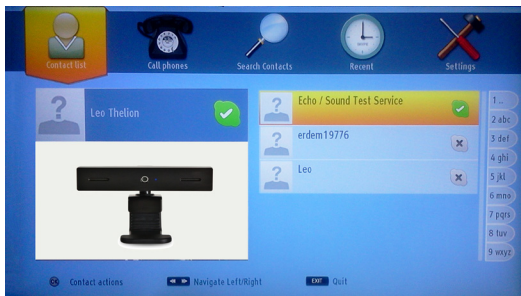 Contact list
Call phones
Search Contacts
Recent
Settings
Leo Thelion
Echo / Sound Test Service
erdem19776
Leo
1 ...
2 abc
3 def
4 ghi
5 jkl
6 mno
7 pqrs
8 tuv
9 wxyz
OK Contact actions
Navigate Left/Right
EXIT Quit